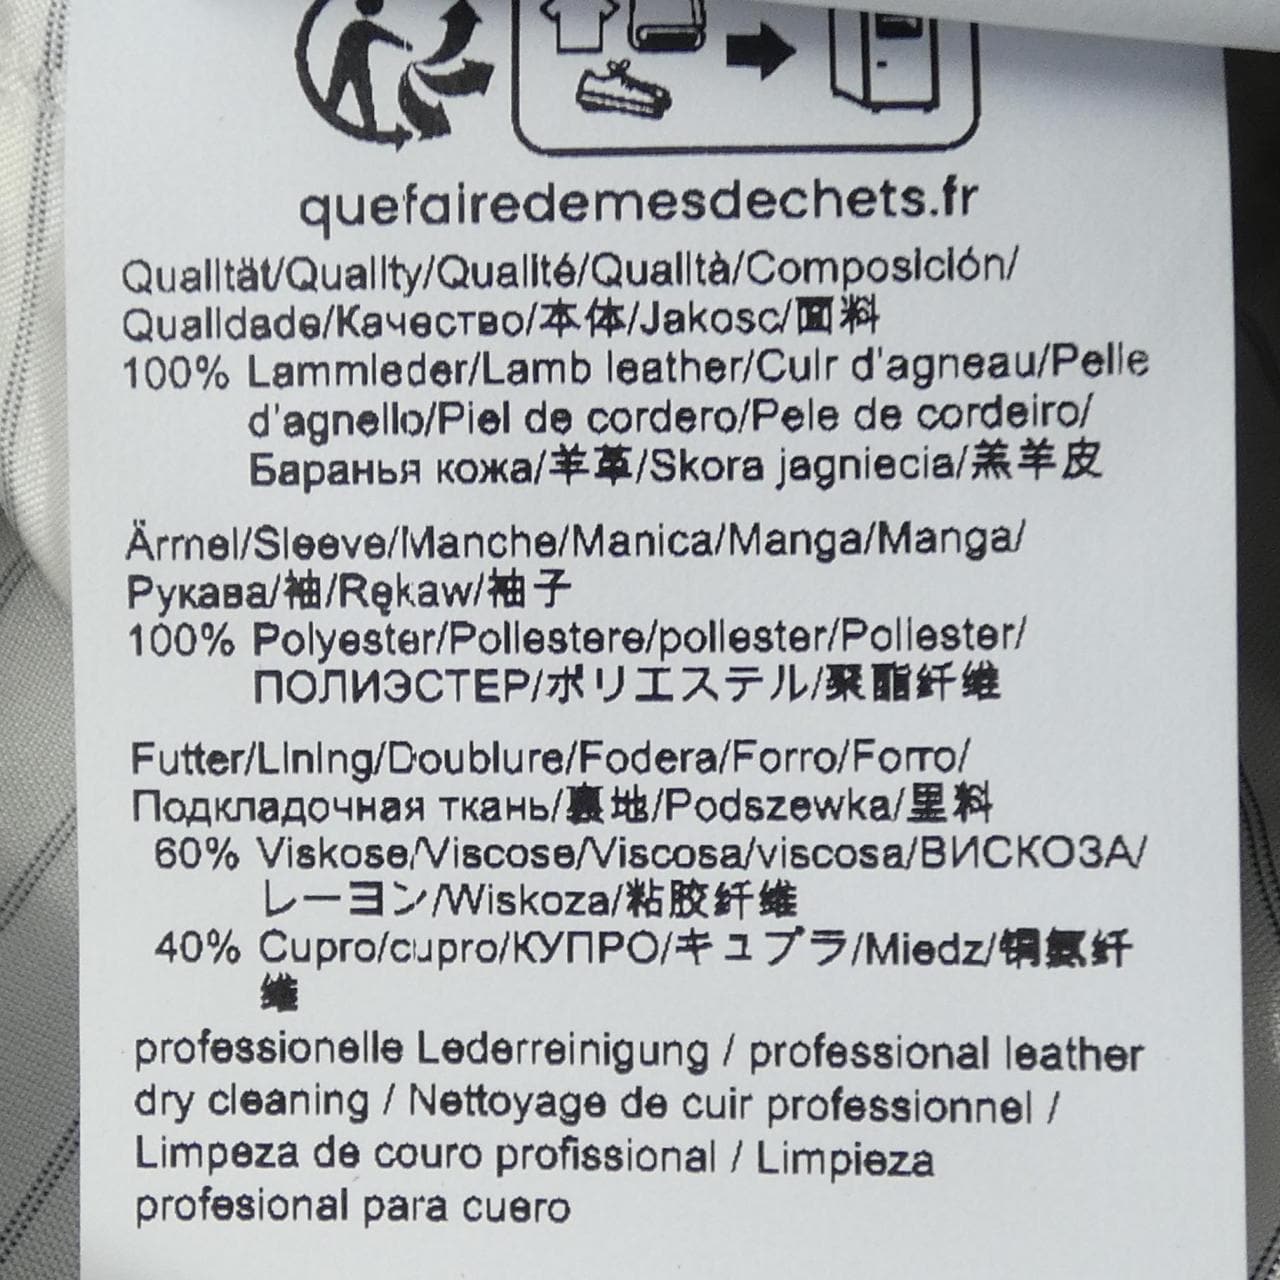 quefairedemesdechets.fr
Qualität/Quality/Qualité/Qualità/Composición/
Qualidade/Качество/本体/Jakosc/面料
100% Lammleder/Lamb leather/Cuir d'agneau/Pelle
d'agnello/Piel de cordero/Pele de cordeiro/
Баранья кожа/羊革/Skora jagniecia/羔羊皮
Ärmel/Sleeve/Manche/Manica/Manga/Manga/
Рукава/袖/Rękaw/袖子
100% Polyester/Poliestere/poliester/Poliester/
ПОЛИЭСТЕР/ポリエステル/聚酯纤维
Futter/Lining/Doublure/Fodera/Forro/Forro/
Подкладочная ткань/裏地/Podszewka/里料
60% Viskose/Viscose/Viscosa/viscosa/ВИСКОЗА/
レーヨン/Wiskoza/粘胶纤维
40% Cupro/cupro/КУПРО/キュプラ/Miedz/铜氨纤
维
professionelle Lederreinigung / professional leather
dry cleaning / Nettoyage de cuir professionnel /
Limpeza de couro profissional / Limpieza
profesional para cuero